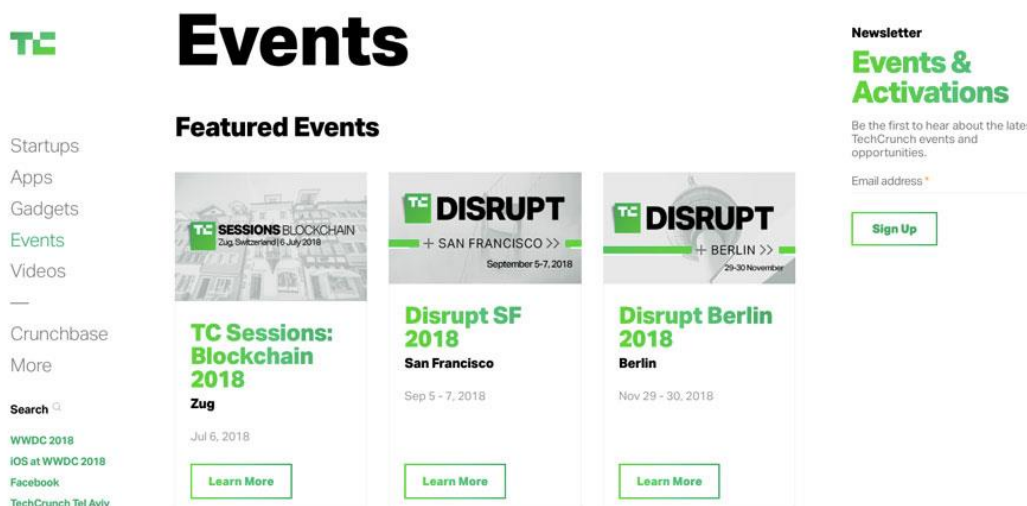 TC
Startups
Apps
Gadgets
Events
Videos
—
Crunchbase
More
Search
WWDC 2018
iOS at WWDC 2018
Facebook
TechCrunch Tel Aviv
Events
Featured Events
TC SESSIONS BLOCKCHAIN
Zug, Switzerland | 6 July 2018
TC Sessions:
Blockchain
2018
Zug
Jul 6, 2018
Learn More
TC DISRUPT
+ SAN FRANCISCO >>
September 5-7, 2018
Disrupt SF
2018
San Francisco
Sep 5 - 7, 2018
Learn More
TC DISRUPT
+ BERLIN >>
29-30 November
Disrupt Berlin
2018
Berlin
Nov 29 - 30, 2018
Learn More
Newsletter
Events &
Activations
Be the first to hear about the lates
TechCrunch events and
opportunities.
Email address *
Sign Up